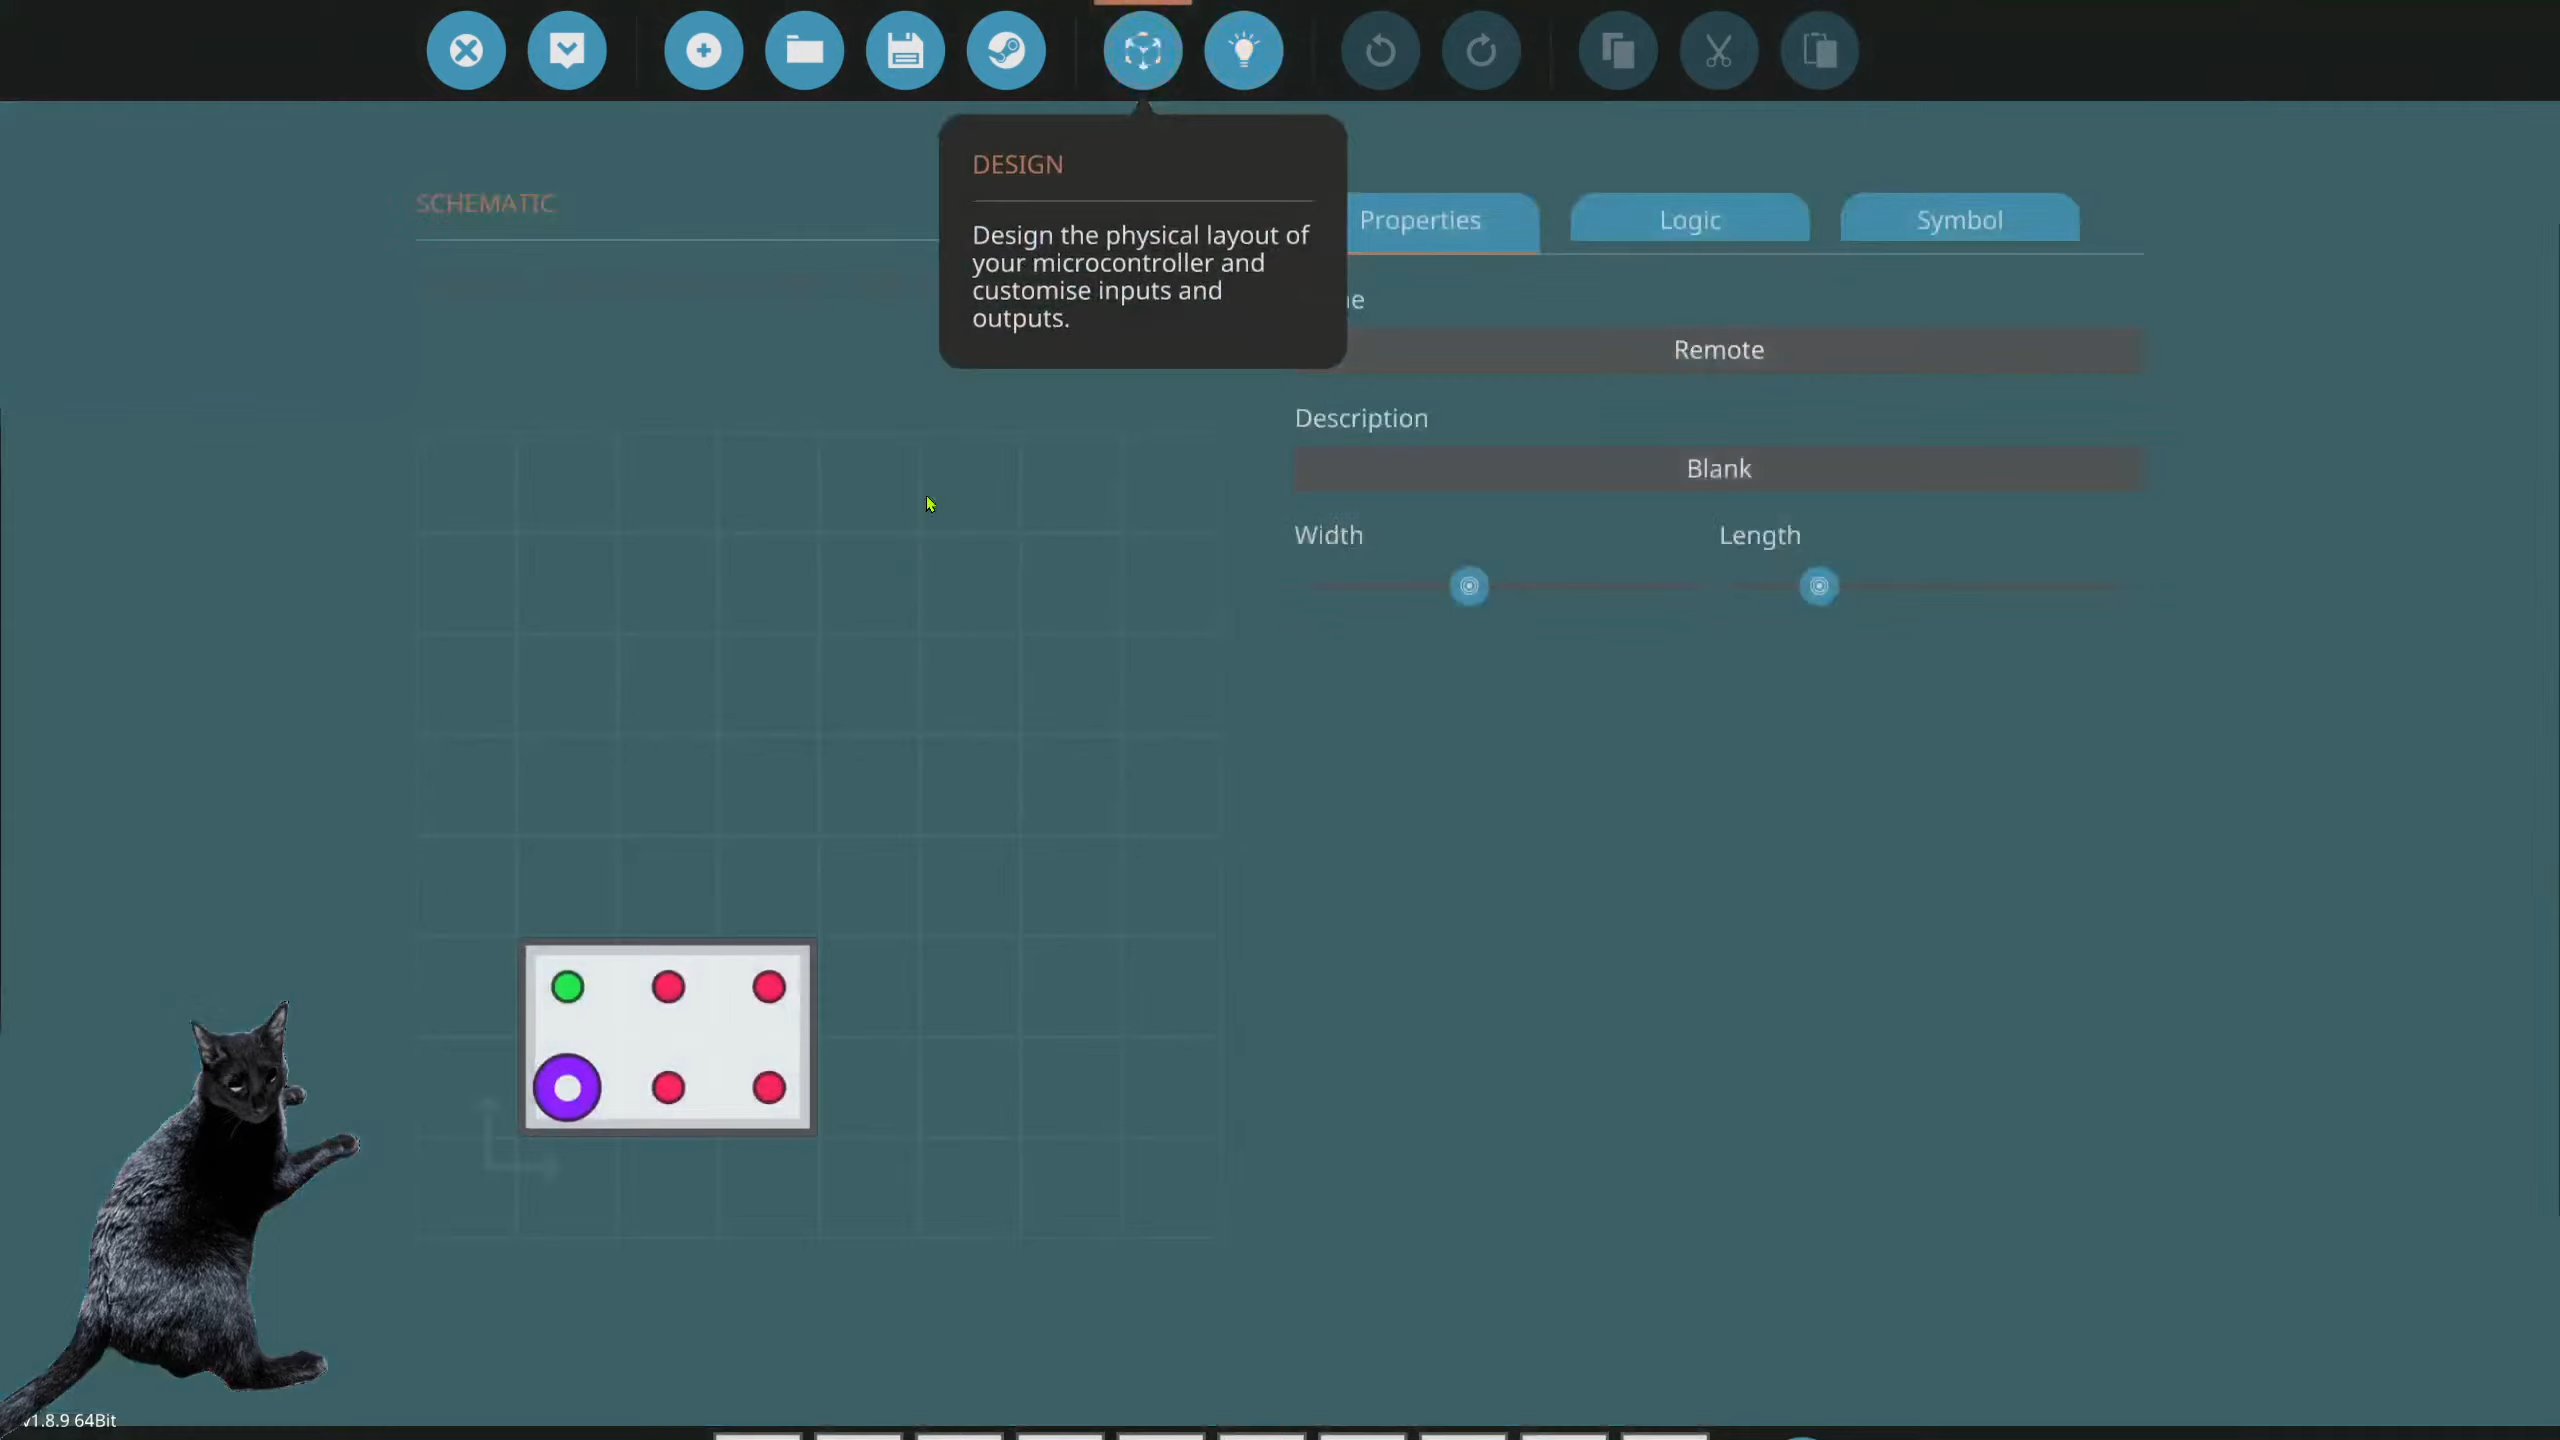 DESIGN
Design the physical layout of
your microcontroller and
customise inputs and
outputs.
SCHEMATIC
Properties
Logic
Symbol
Remote
Description
Blank
Width
Length
v1.8.9 64Bit